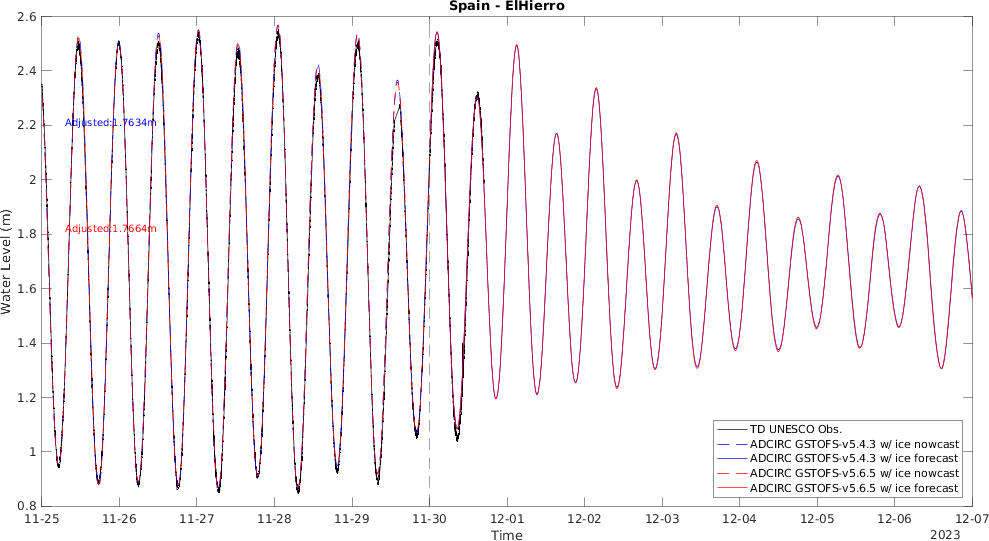 Spain - ElHierro
2.6
2.4
2.2
2
1.8
1.6
1.4
1.2
1
0.8
Water Level (m)
Adjusted:1.7634m
Adjusted:1.7664m
TD UNESCO Obs.
ADCIRC GSTOFS-v5.4.3 w/ ice nowcast
ADCIRC GSTOFS-v5.4.3 w/ ice forecast
ADCIRC GSTOFS-v5.6.5 w/ ice nowcast
ADCIRC GSTOFS-v5.6.5 w/ ice forecast
11-25 11-26 11-27 11-28 11-29 11-30 12-01 12-02 12-03 12-04 12-05 12-06 12-07
Time
2023